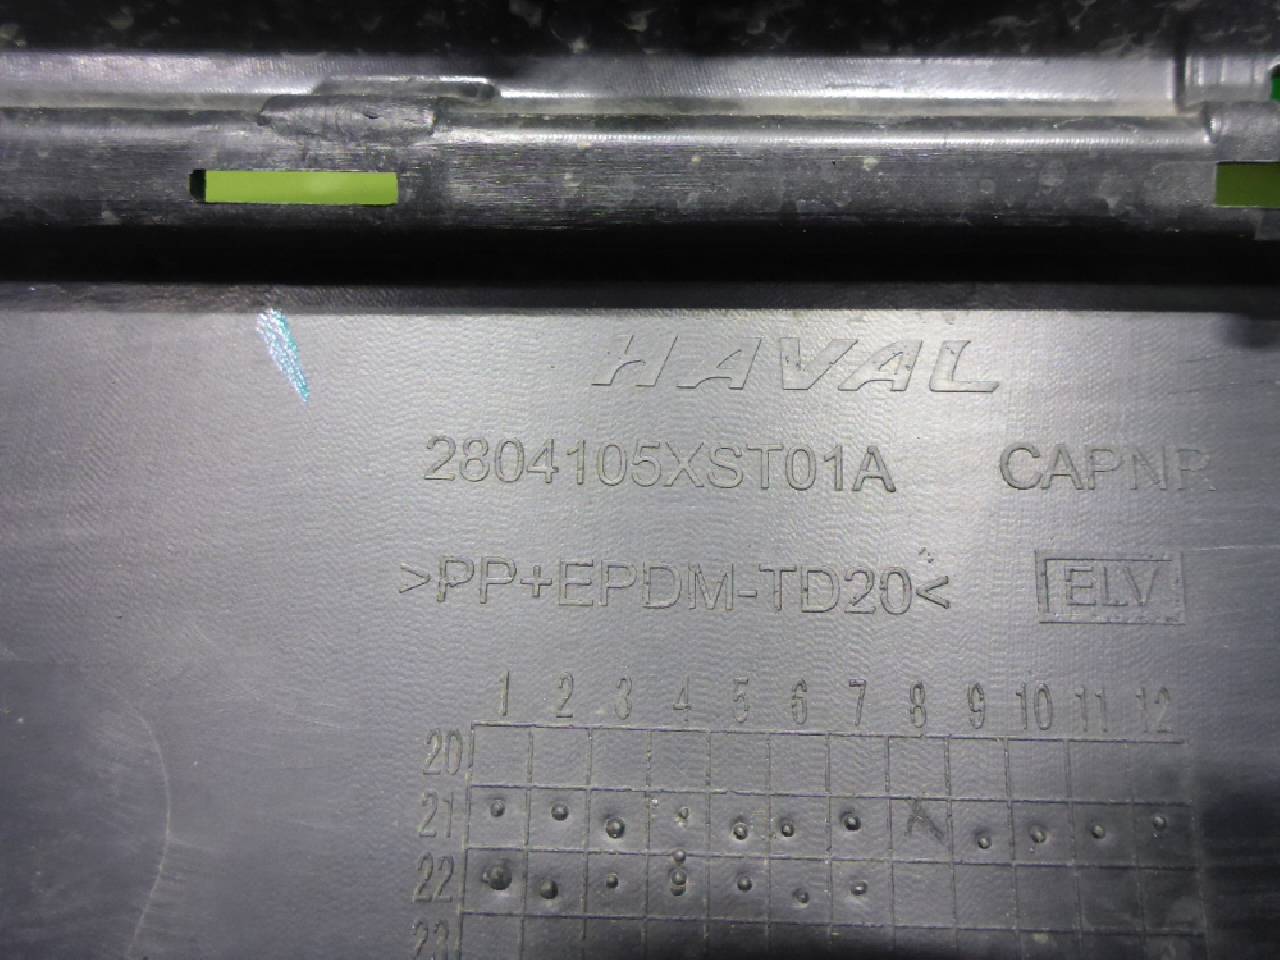 HAVAL
2804105XST01A CAPNR
>PP+EPDM-TD20< ELV
1 2 3 4 5 6 7 8 9 10 11 12
20
21
22
23